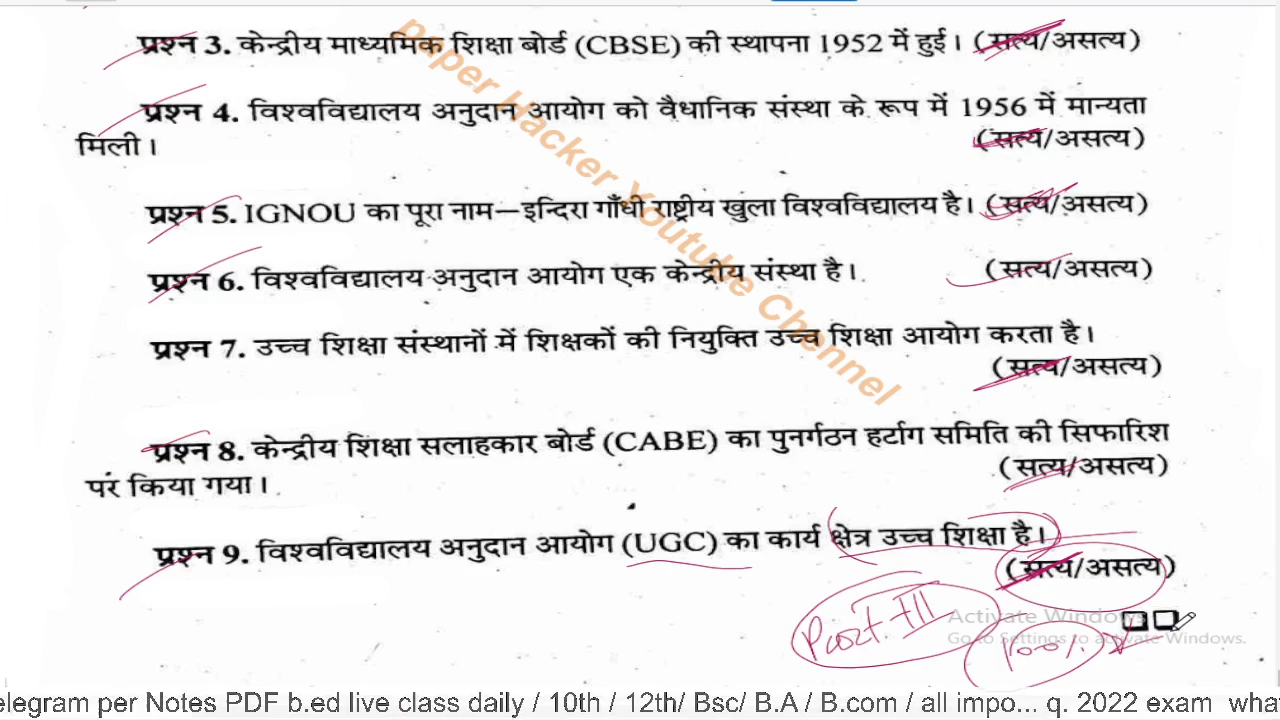 प्रश्न 3. केन्द्रीय माध्यमिक शिक्षा बोर्ड (CBSE) की स्थापना 1952 में हुई। (सत्य/असत्य)
प्रश्न 4. विश्वविद्यालय अनुदान आयोग को वैधानिक संस्था के रूप में 1956 में मान्यता
मिली। (सत्य/असत्य)
प्रश्न 5. IGNOU का पूरा नाम—इन्दिरा गाँधी राष्ट्रीय खुला विश्वविद्यालय है। (सत्य/असत्य)
प्रश्न 6. विश्वविद्यालय अनुदान आयोग एक केन्द्रीय संस्था है। (सत्य/असत्य)
प्रश्न 7. उच्च शिक्षा संस्थानों में शिक्षकों की नियुक्ति उच्च शिक्षा आयोग करता है।
(सत्य/असत्य)
प्रश्न 8. केन्द्रीय शिक्षा सलाहकार बोर्ड (CABE) का पुनर्गठन हर्टाग समिति की सिफारिश
पर किया गया। (सत्य/असत्य)
प्रश्न 9. विश्वविद्यालय अनुदान आयोग (UGC) का कार्य क्षेत्र उच्च शिक्षा है।
(सत्य/असत्य)
paper Hacker Youtube Chennel
Part-III
100%
Activate Windows
Go to Settings to activate Windows.
elegram per Notes PDF b.ed live class daily / 10th / 12th/ Bsc/ B.A / B.com / all impo... q. 2022 exam wha